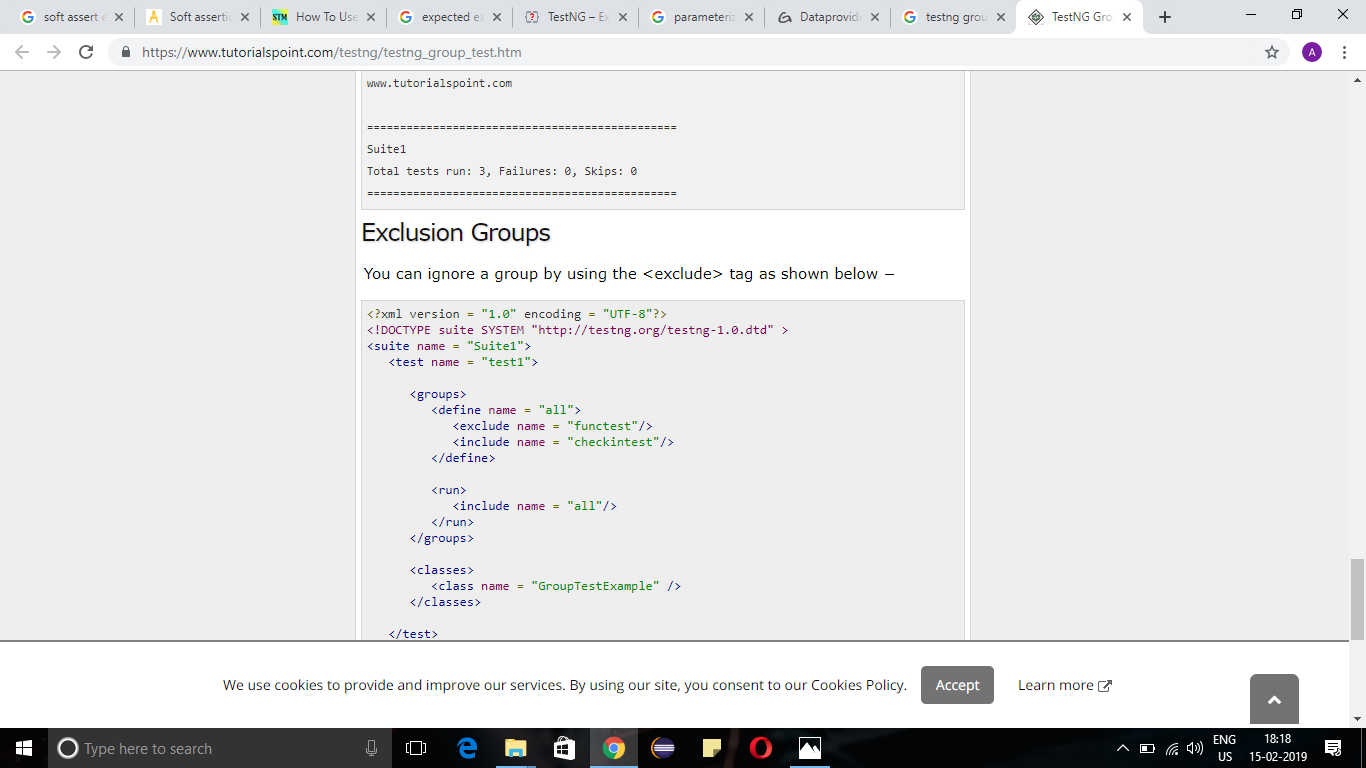 soft assert e
Soft assertic
STM How To Use
expected e
TestNG – Ex
parameteriz
Dataprovide
testng grou
TestNG Gro
https://www.tutorialspoint.com/testng/testng_group_test.htm
A
www.tutorialspoint.com
===============================================
Suite1
Total tests run: 3, Failures: 0, Skips: 0
===============================================
Exclusion Groups
You can ignore a group by using the <exclude> tag as shown below −
<?xml version = "1.0" encoding = "UTF-8"?>
<!DOCTYPE suite SYSTEM "http://testng.org/testng-1.0.dtd" >
<suite name = "Suite1">
<test name = "test1">
<groups>
<define name = "all">
<exclude name = "functest"/>
<include name = "checkintest"/>
</define>
<run>
<include name = "all"/>
</run>
</groups>
<classes>
<class name = "GroupTestExample" />
</classes>
</test>
We use cookies to provide and improve our services. By using our site, you consent to our Cookies Policy.
Accept
Learn more
Type here to search
ENG
US
18:18
15-02-2019